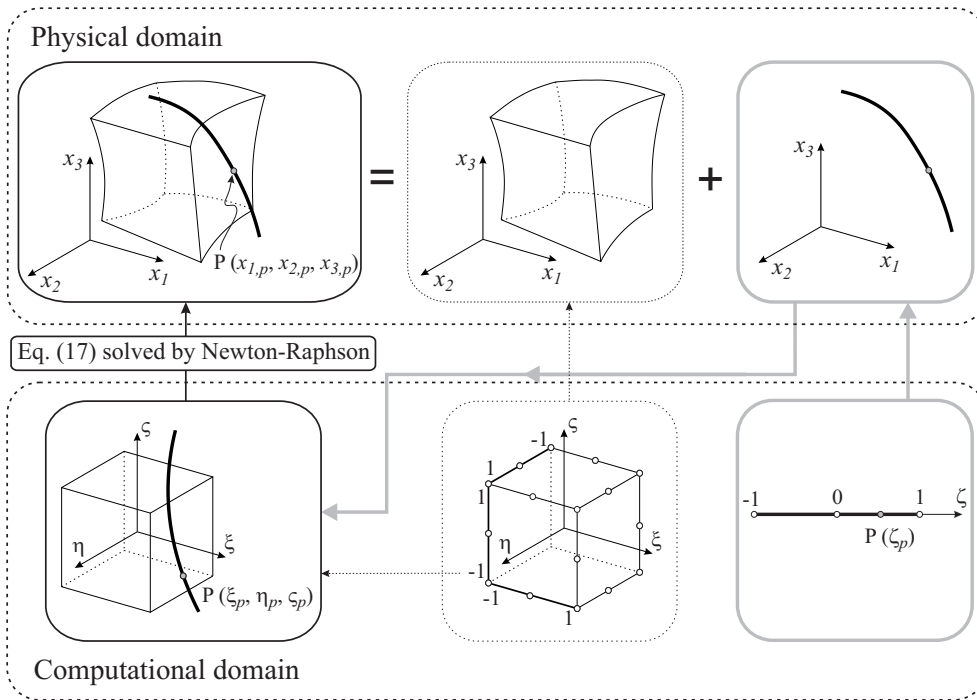 Physical domain
x3
x2
x1
P (x1,p, x2,p, x3,p)
=
x3
x2
x1
+
x3
x2
x1
Eq. (17) solved by Newton-Raphson
ς
η
ξ
P (ξp, ηp, ςp)
ς
-1
1
1
η
ξ
-1
-1
1
-1
0
1
ζ
P (ζp)
Computational domain